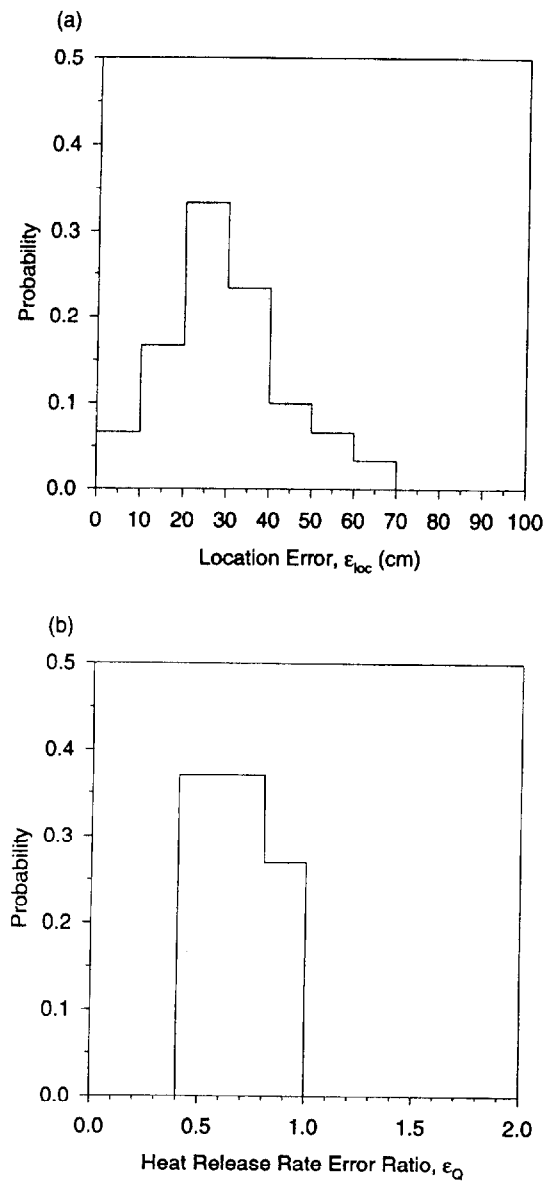 (a)
0.5
0.4
0.3
0.2
0.1
0.0
Probability
0 10 20 30 40 50 60 70 80 90 100
Location Error, εloc (cm)
(b)
0.5
0.4
0.3
0.2
0.1
0.0
Probability
0.0 0.5 1.0 1.5 2.0
Heat Release Rate Error Ratio, εQ